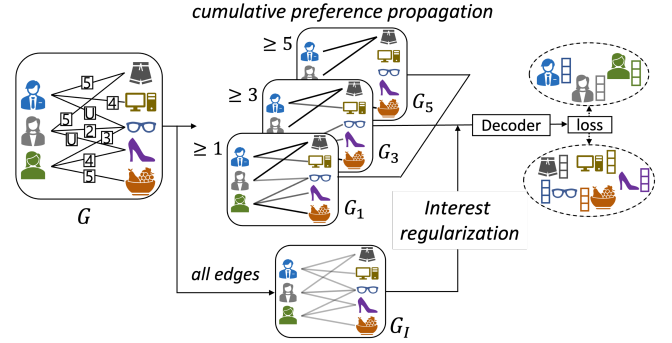 cumulative preference propagation
≥ 5
G5
≥ 3
G3
≥ 1
G1
5
4
U
5
2
3
U
4
5
G
Decoder
loss
Interest
regularization
all edges
GI